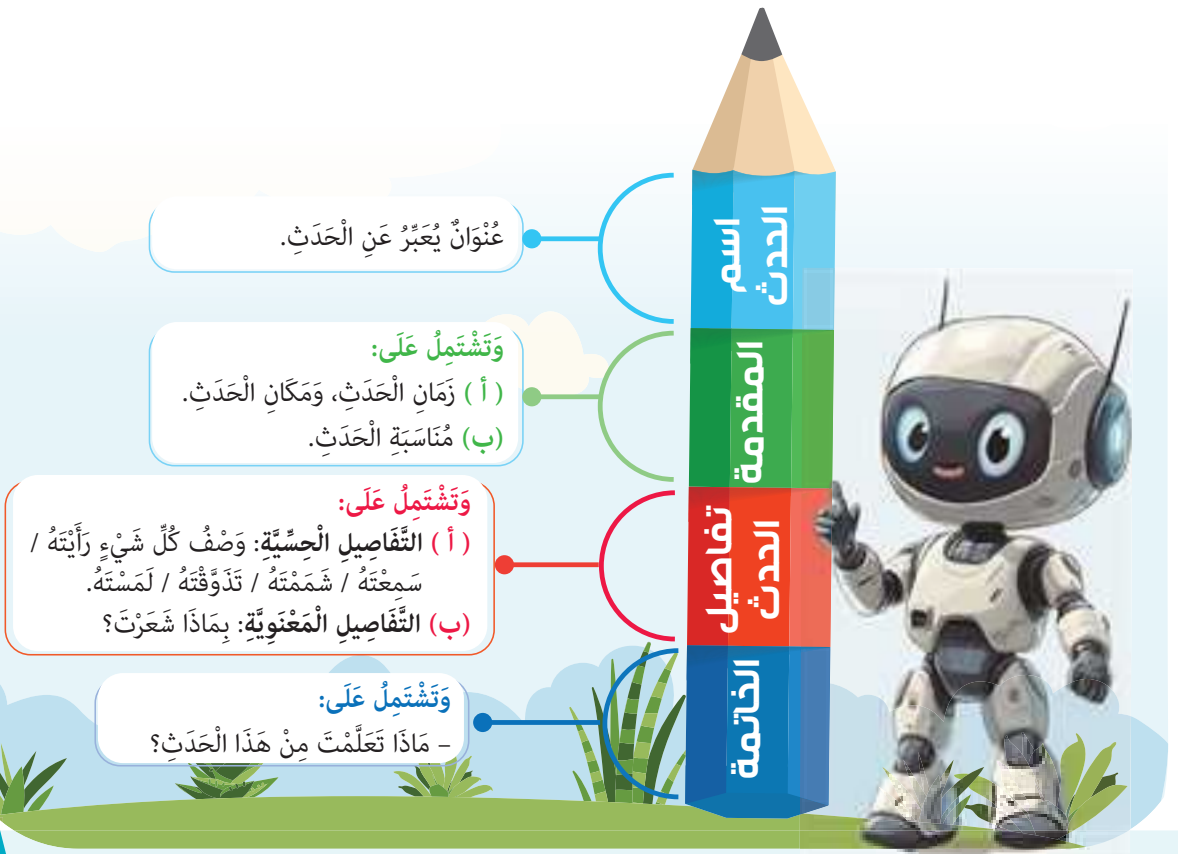 اسم
الحدث
عُنْوَانٌ يُعَبِّرُ عَنِ الْحَدَثِ.
المقدمة
وَتَشْتَمِلُ عَلَى:
( أ ) زَمَانِ الْحَدَثِ، وَمَكَانِ الْحَدَثِ.
(ب) مُنَاسَبَةِ الْحَدَثِ.
تفاصيل
الحدث
وَتَشْتَمِلُ عَلَى:
( أ ) التَّفَاصِيلِ الْحِسِّيَّةِ: وَصْفُ كُلِّ شَيْءٍ رَأَيْتَهُ /
سَمِعْتَهُ / شَمَمْتَهُ / تَذَوَّقْتَهُ / لَمَسْتَهُ.
(ب) التَّفَاصِيلِ الْمَعْنَوِيَّةِ: بِمَاذَا شَعَرْتَ؟
الخاتمة
وَتَشْتَمِلُ عَلَى:
– مَاذَا تَعَلَّمْتَ مِنْ هَذَا الْحَدَثِ؟